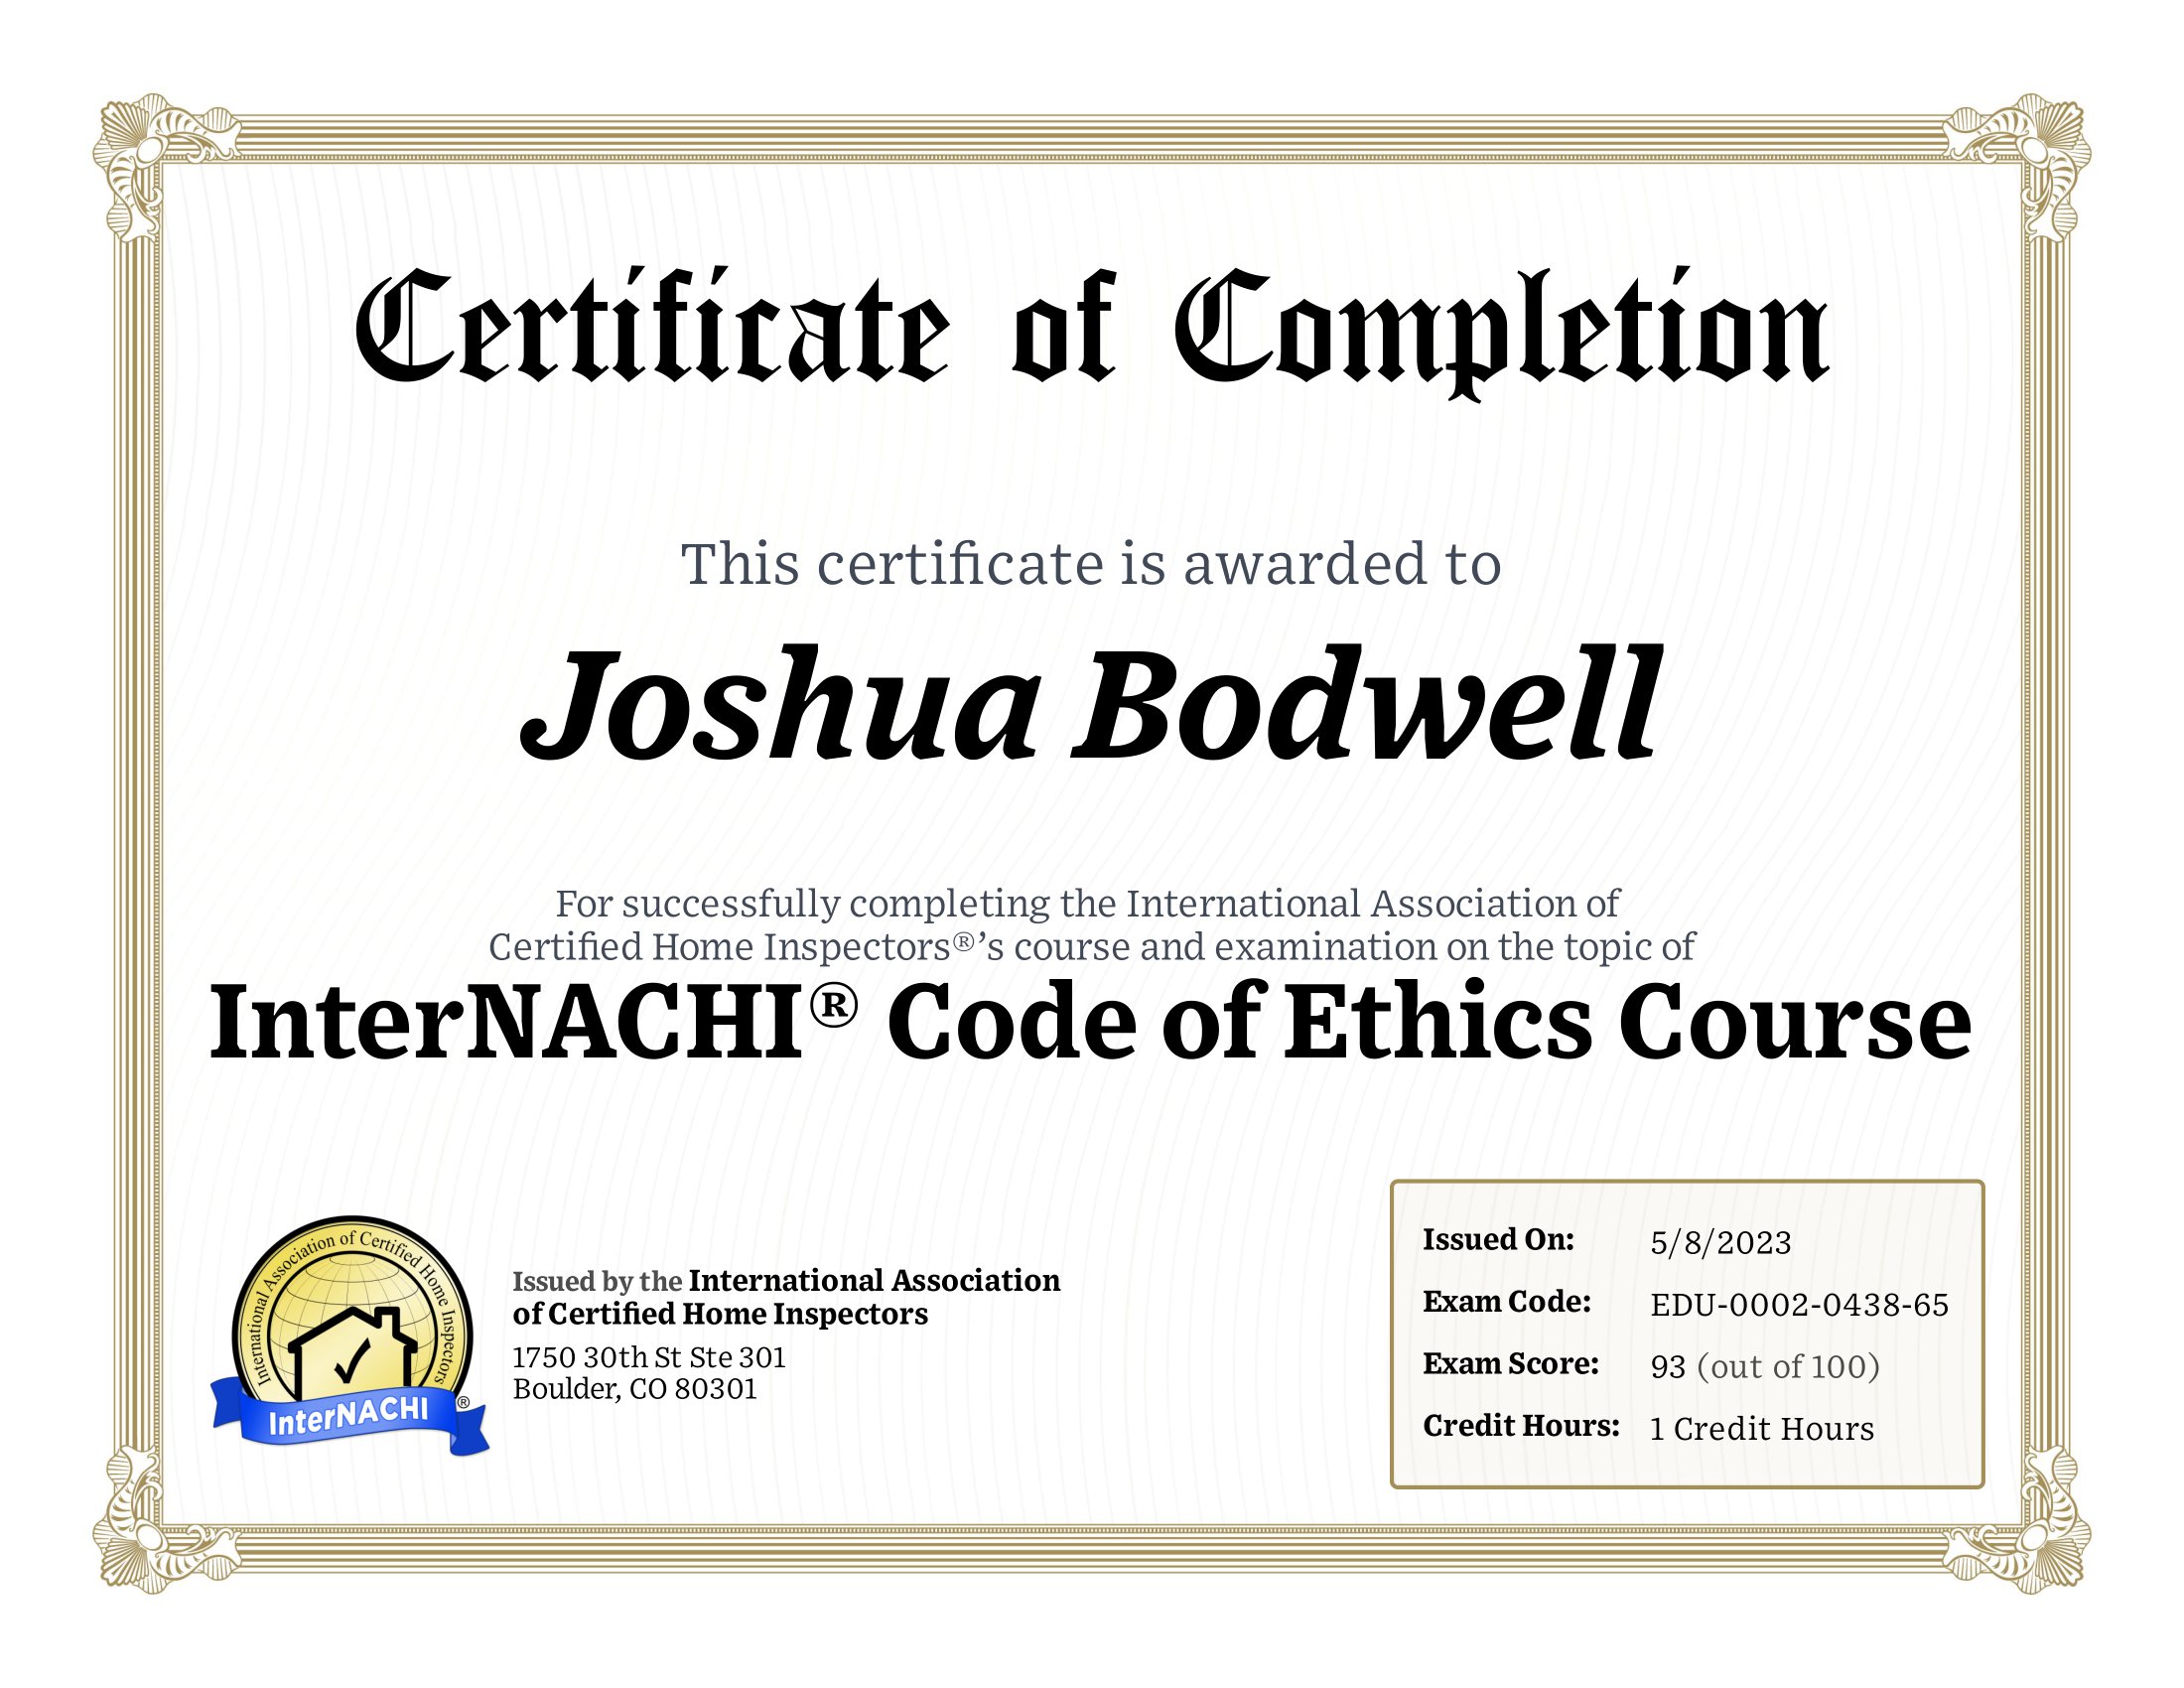 Certificate of Completion
This certificate is awarded to
Joshua Bodwell
For successfully completing the International Association of
Certified Home Inspectors®’s course and examination on the topic of
InterNACHI® Code of Ethics Course
International Association of Certified Home Inspectors
InterNACHI ®
Issued by the International Association
of Certified Home Inspectors
1750 30th St Ste 301
Boulder, CO 80301
Issued On: 5/8/2023
Exam Code: EDU-0002-0438-65
Exam Score: 93 (out of 100)
Credit Hours: 1 Credit Hours